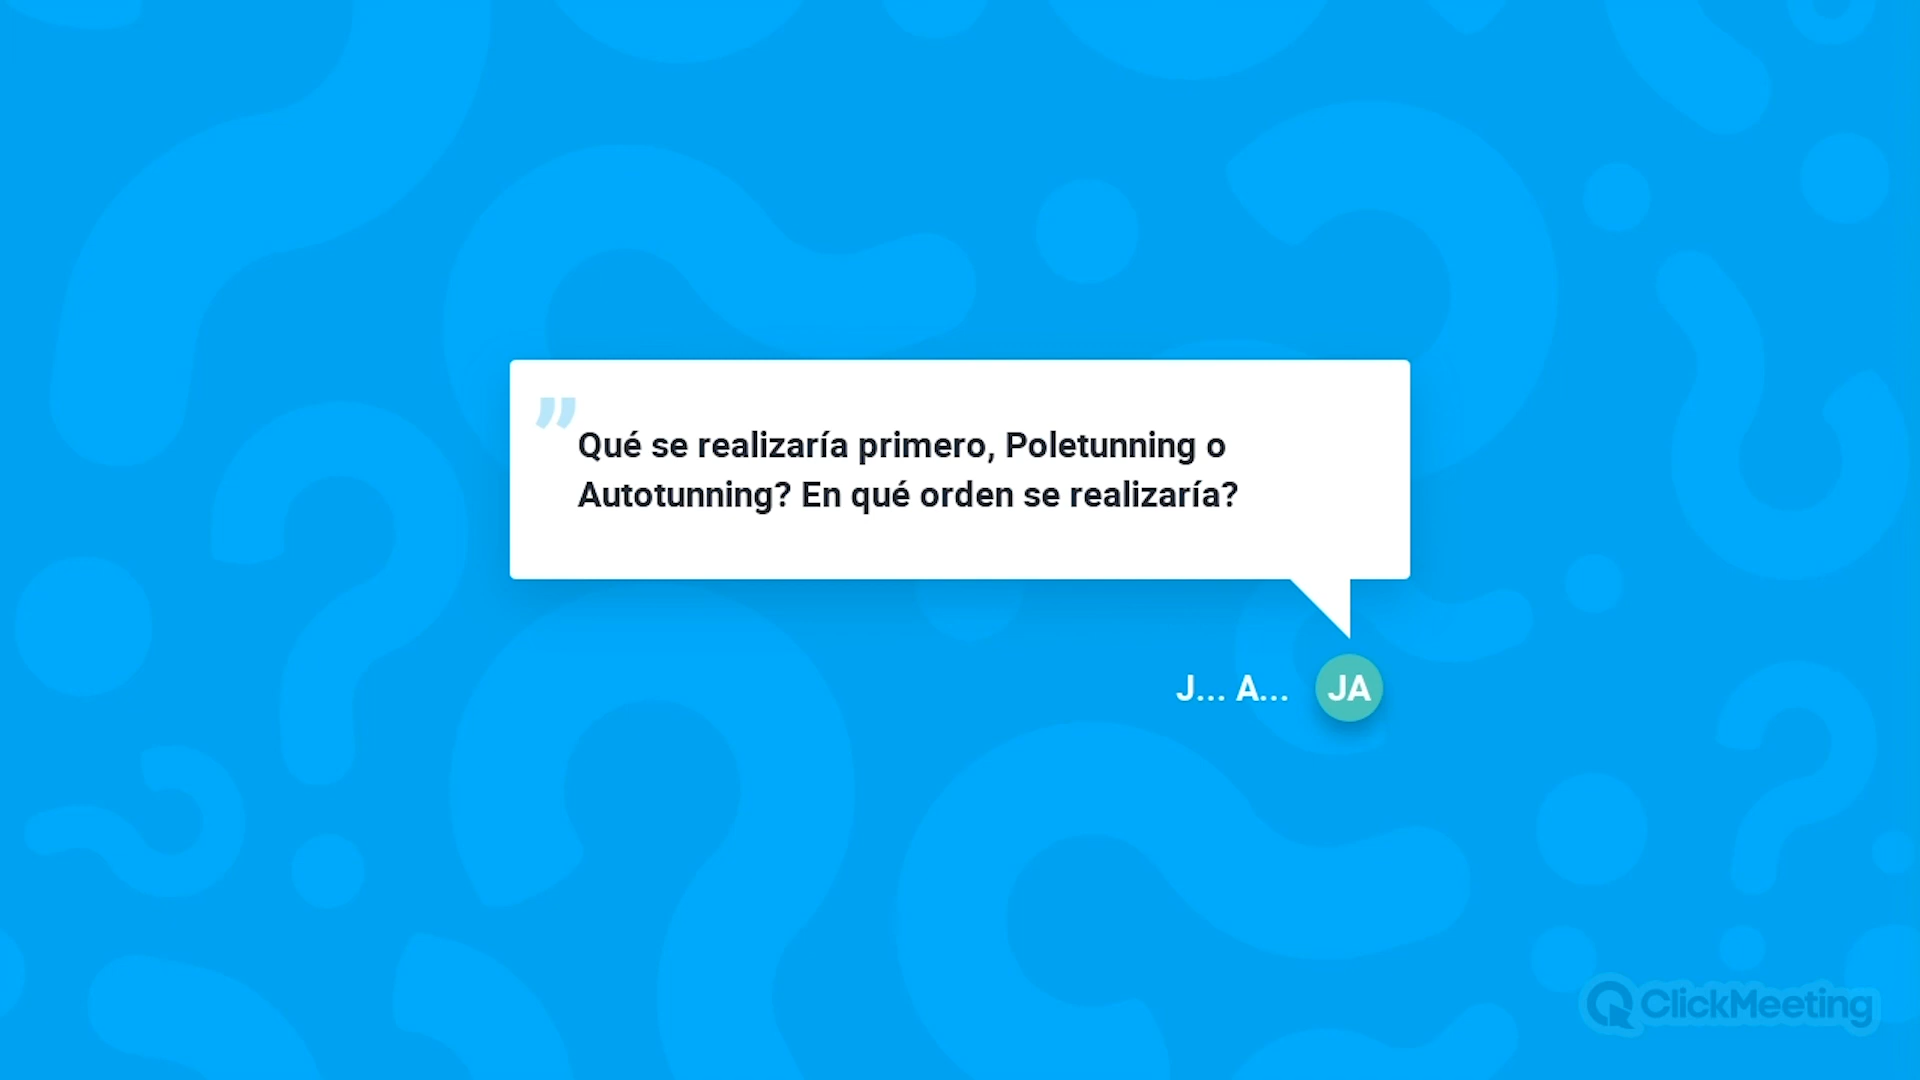 ”
Qué se realizaría primero, Poletunning o
Autotunning? En qué orden se realizaría?
J... A... JA
ClickMeeting